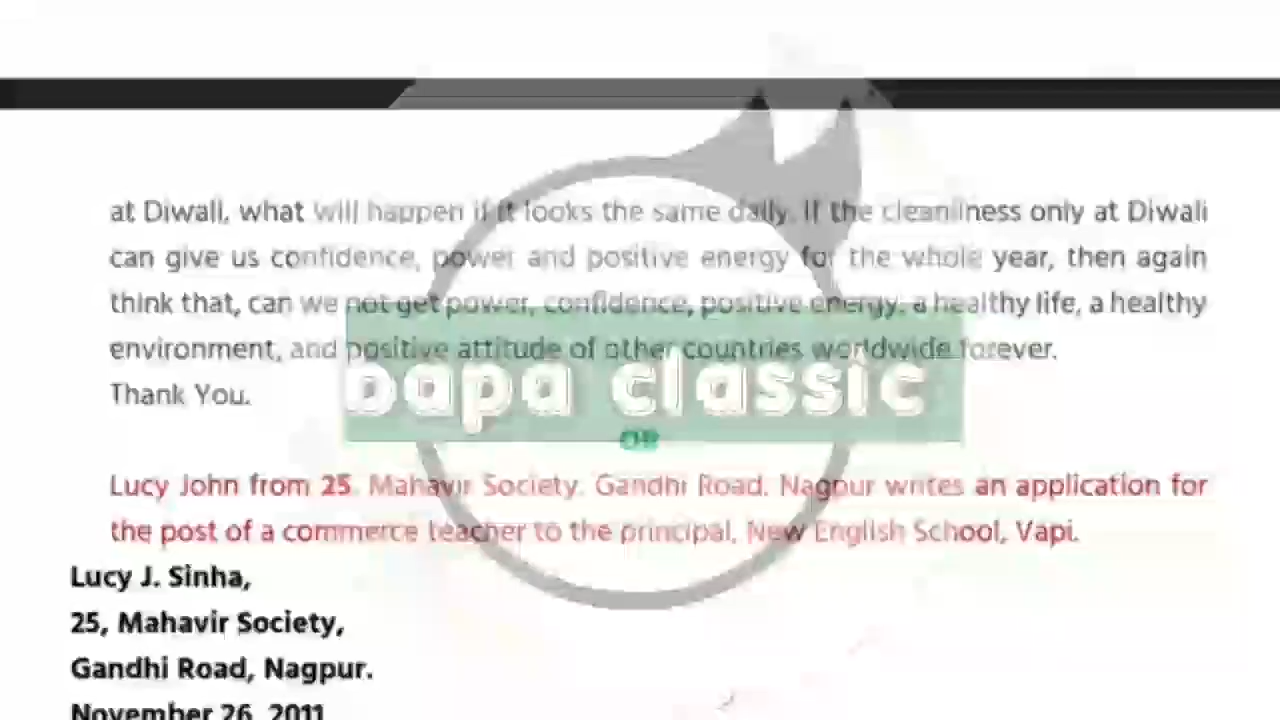 at Diwali, what will happen if it looks the same daily. If the cleanliness only at Diwali
can give us confidence, power and positive energy for the whole year, then again
think that, can we not get power, confidence, positive energy, a healthy life, a healthy
environment, and positive attitude of other countries worldwide forever.
Thank You.
bapa classic
OR
Lucy John from 25, Mahavir Society, Gandhi Road, Nagpur writes an application for
the post of a commerce teacher to the principal, New English School, Vapi.
Lucy J. Sinha,
25, Mahavir Society,
Gandhi Road, Nagpur.
November 26, 2011